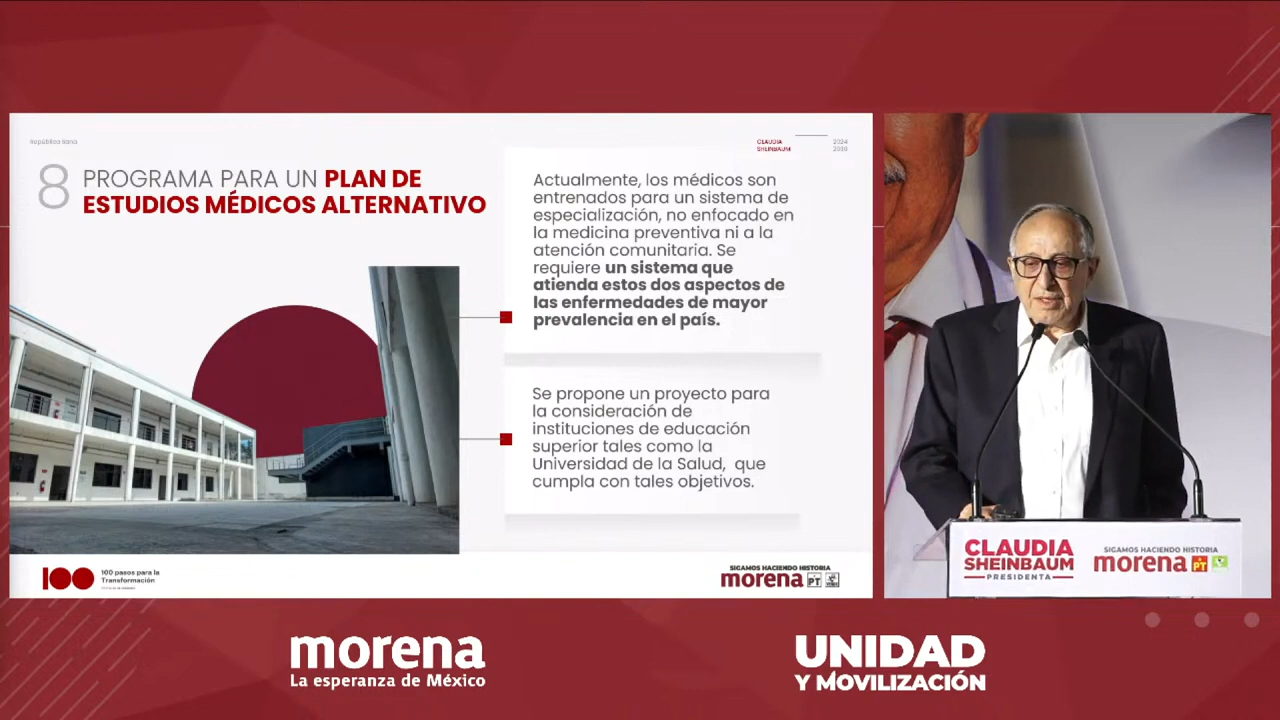 República Sana
CLAUDIA
SHEINBAUM
2024
2030
8
PROGRAMA PARA UN PLAN DE
ESTUDIOS MÉDICOS ALTERNATIVO
Actualmente, los médicos son
entrenados para un sistema de
especialización, no enfocado en
la medicina preventiva ni a la
atención comunitaria. Se
requiere un sistema que
atienda estos dos aspectos de
las enfermedades de mayor
prevalencia en el país.
Se propone un proyecto para
la consideración de
instituciones de educación
superior tales como la
Universidad de la Salud, que
cumpla con tales objetivos.
100
100 pasos para la
Transformación
SIGAMOS HACIENDO HISTORIA
morena PT VERDE
CLAUDIA
SHEINBAUM
PRESIDENTA
SIGAMOS HACIENDO HISTORIA
morena PT
morena
La esperanza de México
UNIDAD
Y MOVILIZACIÓN